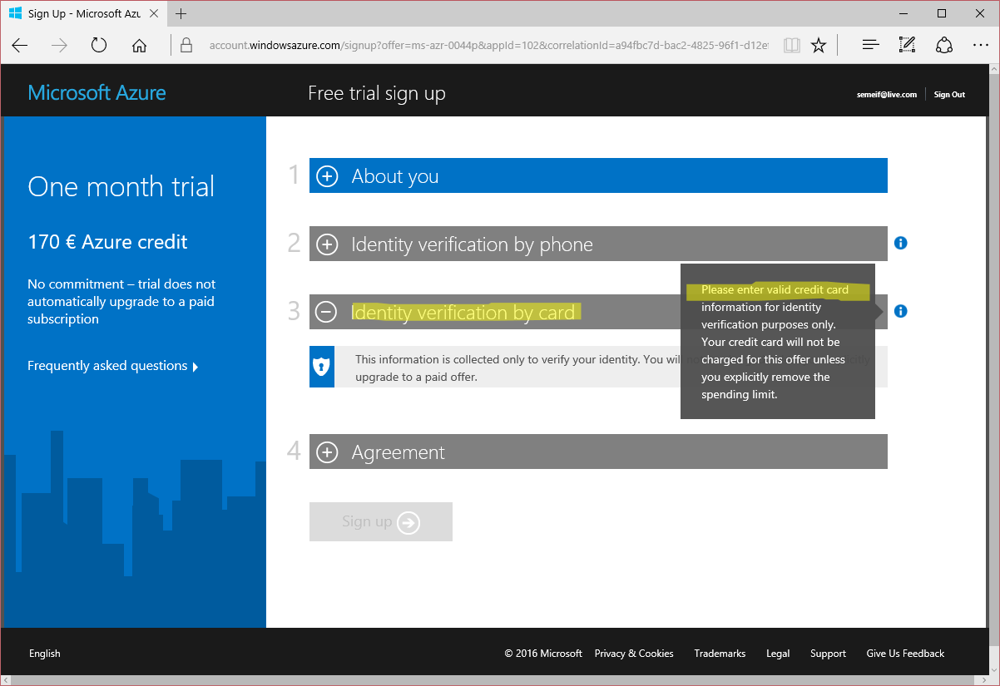 Sign Up - Microsoft Azu
account.windowsazure.com/signup?offer=ms-azr-0044p&appId=102&correlationId=a94fbc7d-bac2-4825-96f1-d12e
Microsoft Azure
Free trial sign up
semeif@live.com
Sign Out
One month trial
170 € Azure credit
No commitment – trial does not
automatically upgrade to a paid
subscription
Frequently asked questions
1 About you
2 Identity verification by phone
3 Identity verification by card
Please enter valid credit card
information for identity
verification purposes only.
Your credit card will not be
charged for this offer unless
you explicitly remove the
spending limit.
This information is collected only to verify your identity. You will
upgrade to a paid offer.
4 Agreement
Sign up
English
© 2016 Microsoft
Privacy & Cookies
Trademarks
Legal
Support
Give Us Feedback